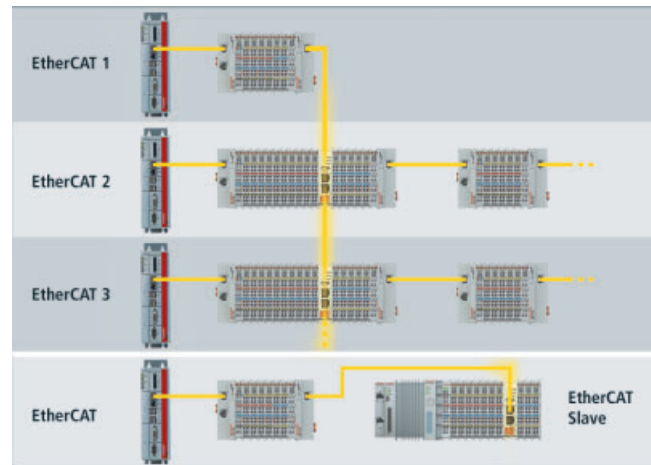 EtherCAT 1
EtherCAT 2
EtherCAT 3
EtherCAT
EtherCAT
Slave